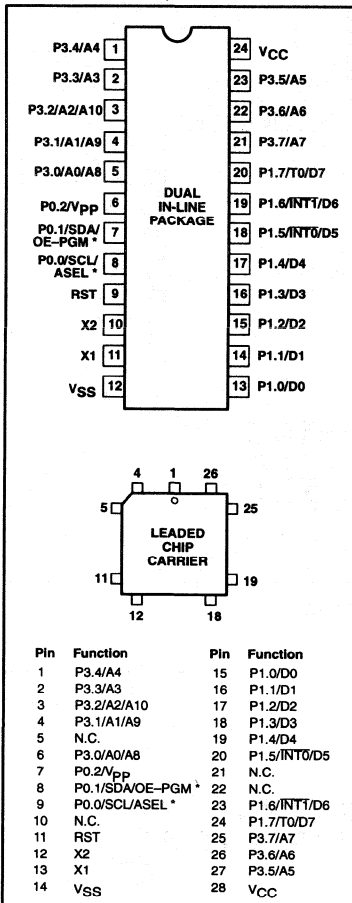 P3.4/A4 1 24 VCC
P3.3/A3 2 23 P3.5/A5
P3.2/A2/A10 3 22 P3.6/A6
P3.1/A1/A9 4 21 P3.7/A7
P3.0/A0/A8 5 20 P1.7/T0/D7
P0.2/VPP 6 19 P1.6/INT1/D6
P0.1/SDA/
OE–PGM * 7 18 P1.5/INT0/D5
P0.0/SCL/
ASEL * 8 17 P1.4/D4
RST 9 16 P1.3/D3
X2 10 15 P1.2/D2
X1 11 14 P1.1/D1
VSS 12 13 P1.0/D0
DUAL
IN-LINE
PACKAGE
4 1 26
5 25
LEADED
CHIP
CARRIER
11 19
12 18
Pin Function Pin Function
1 P3.4/A4 15 P1.0/D0
2 P3.3/A3 16 P1.1/D1
3 P3.2/A2/A10 17 P1.2/D2
4 P3.1/A1/A9 18 P1.3/D3
5 N.C. 19 P1.4/D4
6 P3.0/A0/A8 20 P1.5/INT0/D5
7 P0.2/VPP 21 N.C.
8 P0.1/SDA/OE–PGM * 22 N.C.
9 P0.0/SCL/ASEL * 23 P1.6/INT1/D6
10 N.C. 24 P1.7/T0/D7
11 RST 25 P3.7/A7
12 X2 26 P3.6/A6
13 X1 27 P3.5/A5
14 VSS 28 VCC